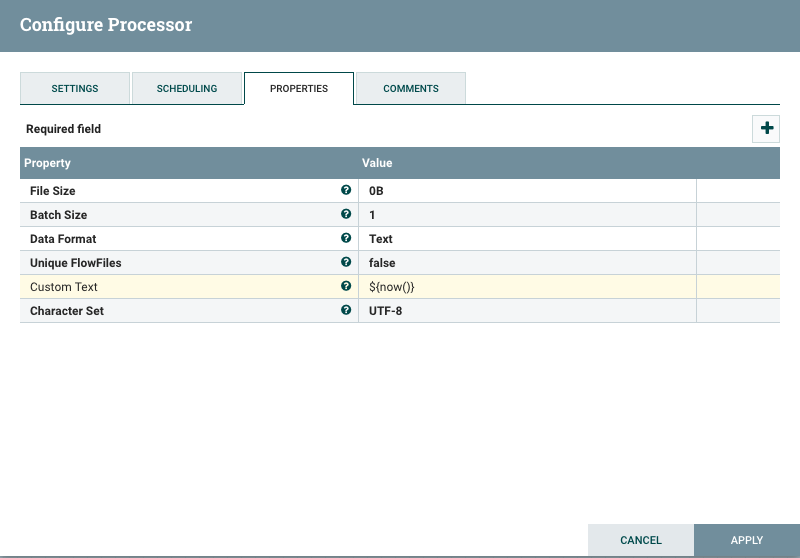 Configure Processor
SETTINGS SCHEDULING PROPERTIES COMMENTS
Required field
Property Value
File Size 0B
Batch Size 1
Data Format Text
Unique FlowFiles false
Custom Text ${now()}
Character Set UTF-8
CANCEL APPLY